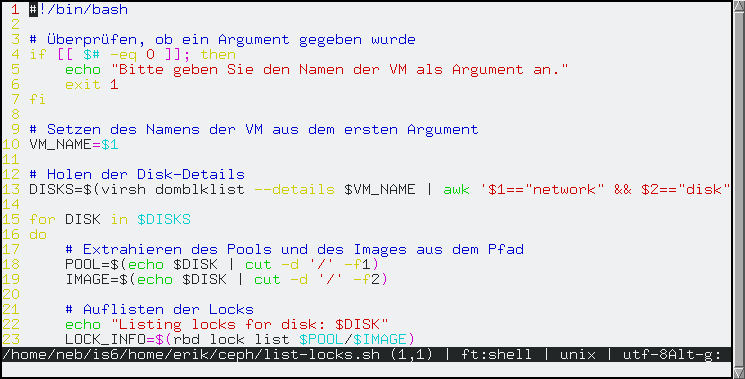 1 #!/bin/bash
2
3 # Überprüfen, ob ein Argument gegeben wurde
4 if [[ $# -eq 0 ]]; then
5     echo "Bitte geben Sie den Namen der VM als Argument an."
6     exit 1
7 fi
8
9 # Setzen des Namens der VM aus dem ersten Argument
10 VM_NAME=$1
11
12 # Holen der Disk-Details
13 DISKS=$(virsh domblklist --details $VM_NAME | awk '$1=="network" && $2=="disk"
14
15 for DISK in $DISKS
16 do
17     # Extrahieren des Pools und des Images aus dem Pfad
18     POOL=$(echo $DISK | cut -d '/' -f1)
19     IMAGE=$(echo $DISK | cut -d '/' -f2)
20
21     # Auflisten der Locks
22     echo "Listing locks for disk: $DISK"
23     LOCK_INFO=$(rbd lock list $POOL/$IMAGE)
/home/neb/is6/home/erik/ceph/list-locks.sh (1,1) | ft:shell | unix | utf-8Alt-g: